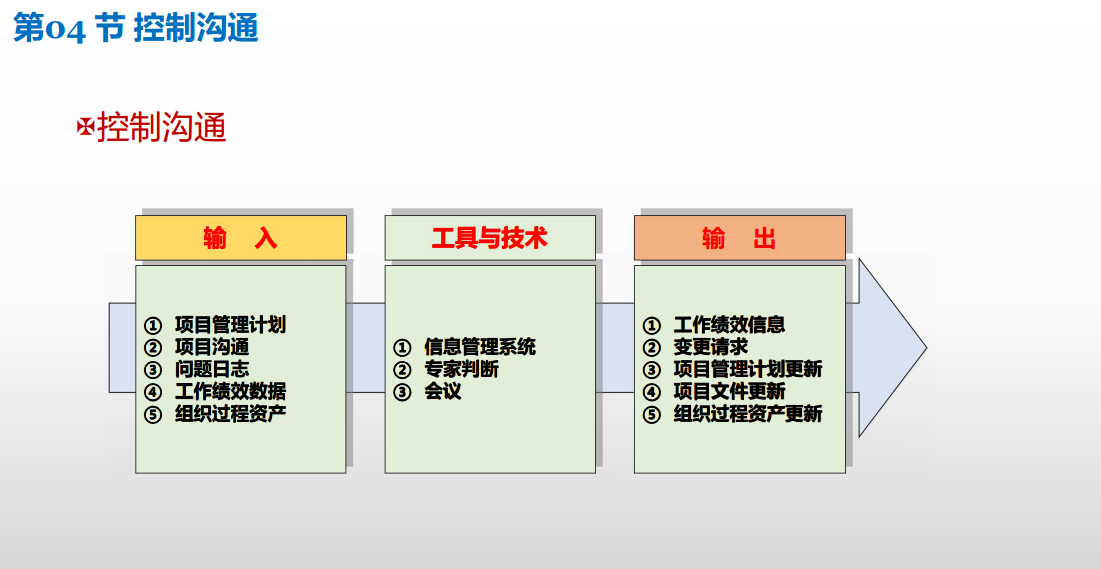 第04 节 控制沟通
✠控制沟通
输 入
① 项目管理计划
② 项目沟通
③ 问题日志
④ 工作绩效数据
⑤ 组织过程资产
工具与技术
① 信息管理系统
② 专家判断
③ 会议
输 出
① 工作绩效信息
② 变更请求
③ 项目管理计划更新
④ 项目文件更新
⑤ 组织过程资产更新